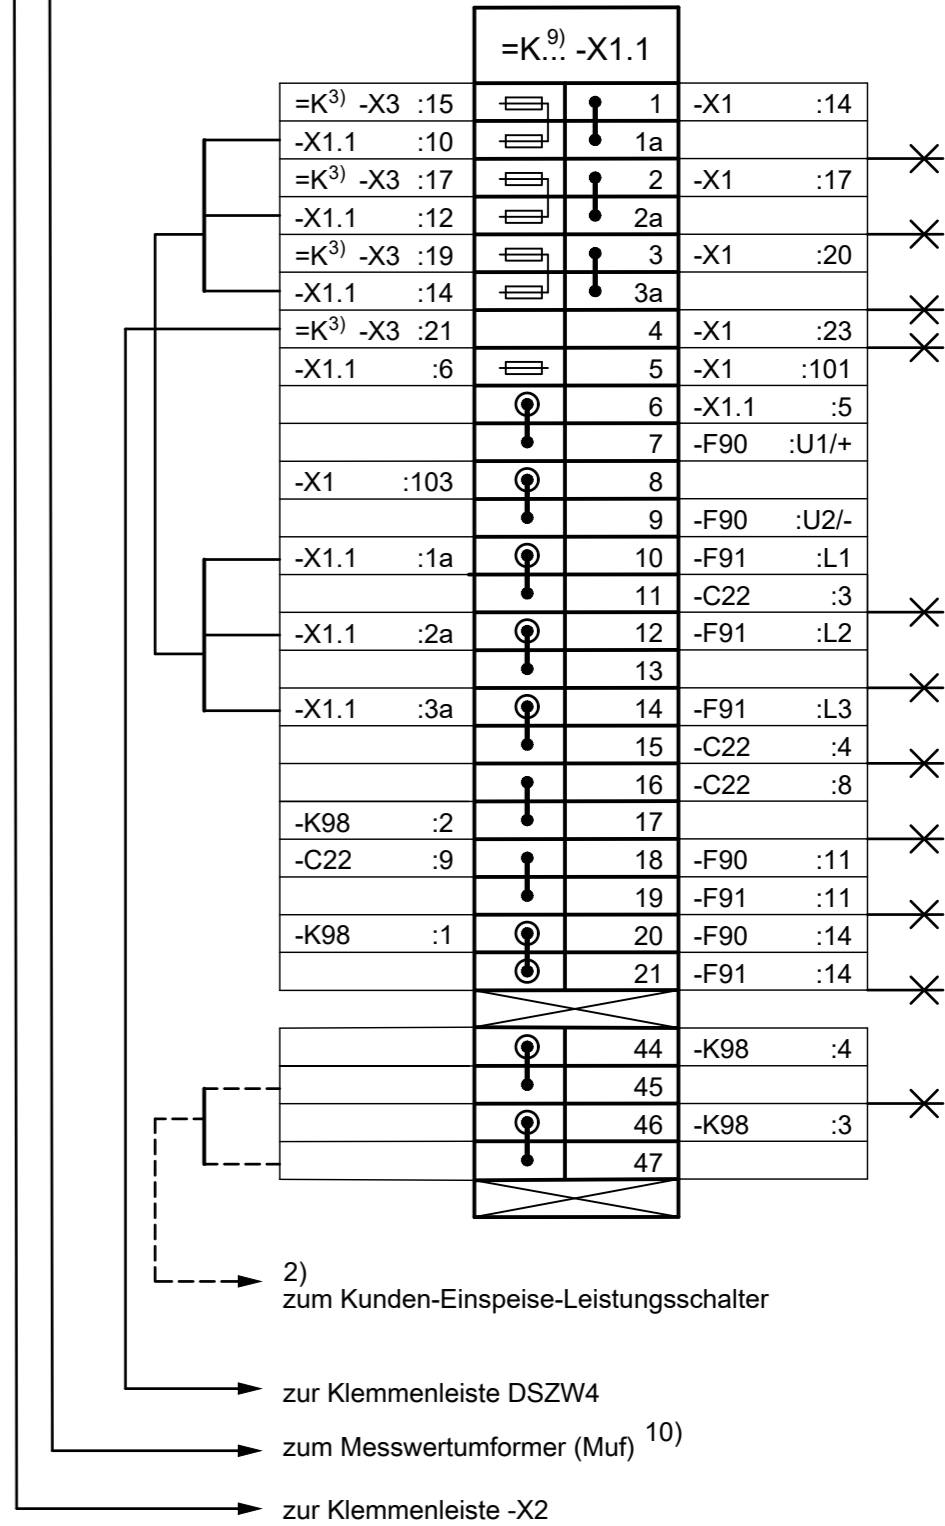 =K...⁹⁾ -X1.1
=K³⁾ -X3 :15 1 -X1 :14
-X1.1 :10 1a
=K³⁾ -X3 :17 2 -X1 :17
-X1.1 :12 2a
=K³⁾ -X3 :19 3 -X1 :20
-X1.1 :14 3a
=K³⁾ -X3 :21 4 -X1 :23
-X1.1 :6 5 -X1 :101
6 -X1.1 :5
7 -F90 :U1/+
-X1 :103 8
9 -F90 :U2/-
-X1.1 :1a 10 -F91 :L1
11 -C22 :3
-X1.1 :2a 12 -F91 :L2
13
-X1.1 :3a 14 -F91 :L3
15 -C22 :4
16 -C22 :8
-K98 :2 17
-C22 :9 18 -F90 :11
19 -F91 :11
-K98 :1 20 -F90 :14
21 -F91 :14
44 -K98 :4
45
46 -K98 :3
47
2)
zum Kunden-Einspeise-Leistungsschalter
zur Klemmenleiste DSZW4
zum Messwertumformer (Muf) ¹⁰⁾
zur Klemmenleiste -X2